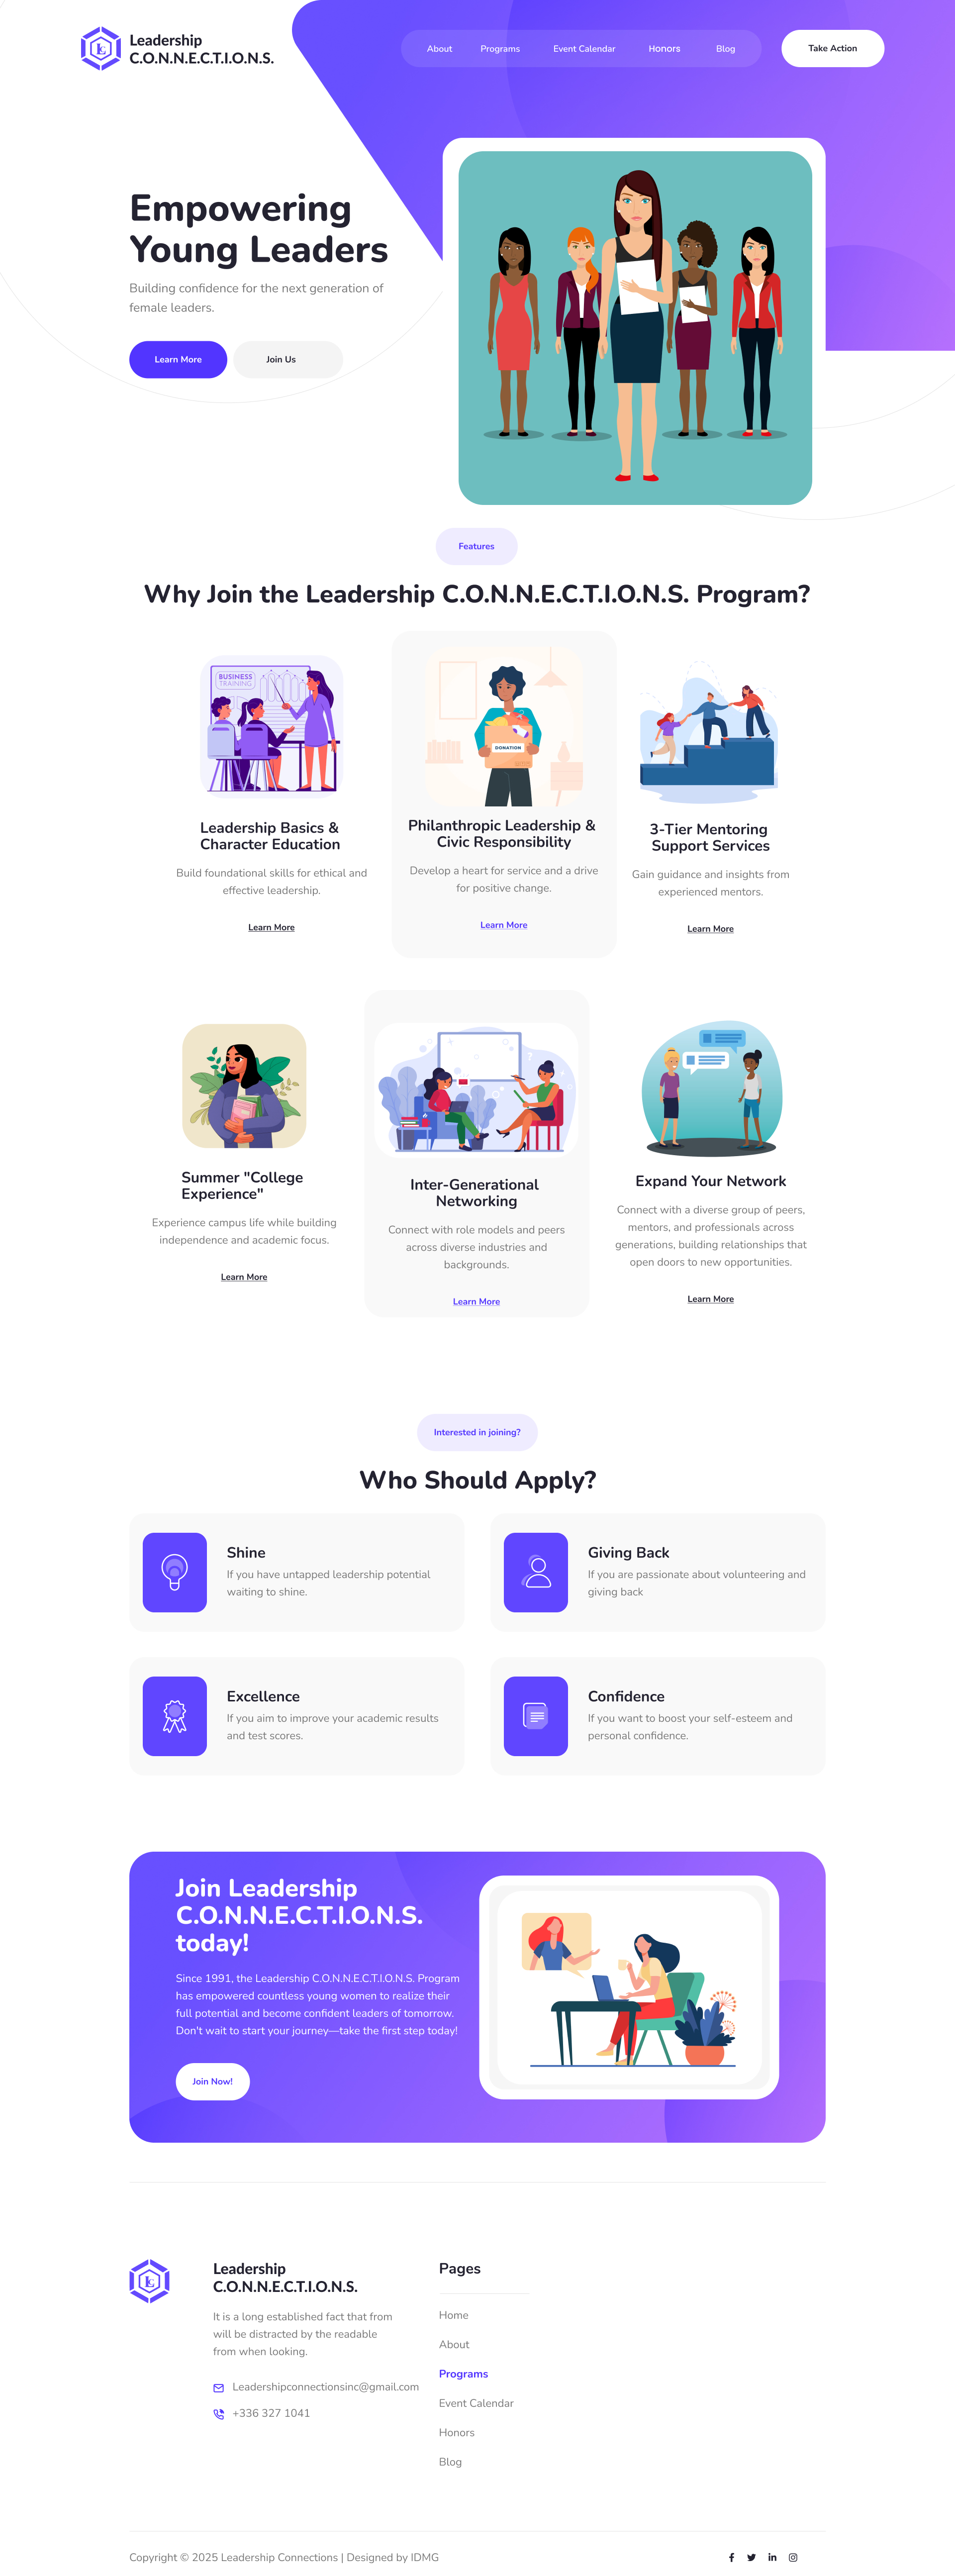 Leadership
C.O.N.N.E.C.T.I.O.N.S.
About
Programs
Event Calendar
Honors
Blog
Take Action
Empowering
Young Leaders
Building confidence for the next generation of
female leaders.
Learn More
Join Us
Features
Why Join the Leadership C.O.N.N.E.C.T.I.O.N.S. Program?
BUSINESS
TRAINING
Leadership Basics &
Character Education
Build foundational skills for ethical and
effective leadership.
Learn More
DONATION
Philanthropic Leadership &
Civic Responsibility
Develop a heart for service and a drive
for positive change.
Learn More
3-Tier Mentoring
Support Services
Gain guidance and insights from
experienced mentors.
Learn More
Summer "College
Experience"
Experience campus life while building
independence and academic focus.
Learn More
Inter-Generational
Networking
Connect with role models and peers
across diverse industries and
backgrounds.
Learn More
Expand Your Network
Connect with a diverse group of peers,
mentors, and professionals across
generations, building relationships that
open doors to new opportunities.
Learn More
Interested in joining?
Who Should Apply?
Shine
If you have untapped leadership potential
waiting to shine.
Giving Back
If you are passionate about volunteering and
giving back
Excellence
If you aim to improve your academic results
and test scores.
Confidence
If you want to boost your self-esteem and
personal confidence.
Join Leadership
C.O.N.N.E.C.T.I.O.N.S.
today!
Since 1991, the Leadership C.O.N.N.E.C.T.I.O.N.S. Program
has empowered countless young women to realize their
full potential and become confident leaders of tomorrow.
Don't wait to start your journey—take the first step today!
Join Now!
Leadership
C.O.N.N.E.C.T.I.O.N.S.
It is a long established fact that from
will be distracted by the readable
from when looking.
Leadershipconnectionsinc@gmail.com
+336 327 1041
Pages
Home
About
Programs
Event Calendar
Honors
Blog
Copyright © 2025 Leadership Connections | Designed by IDMG